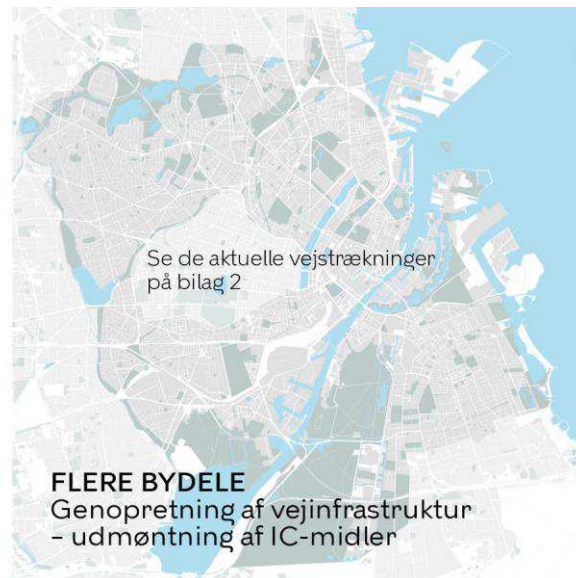 Se de aktuelle vejstrækninger
på bilag 2
FLERE BYDELE
Genopretning af vejinfrastruktur
– udmøntning af IC-midler